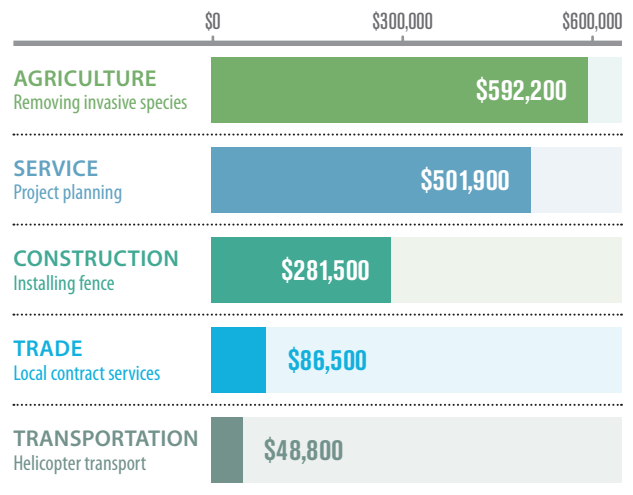 $0 $300,000 $600,000
AGRICULTURE
Removing invasive species
$592,200
SERVICE
Project planning
$501,900
CONSTRUCTION
Installing fence
$281,500
TRADE
Local contract services
$86,500
TRANSPORTATION
Helicopter transport
$48,800